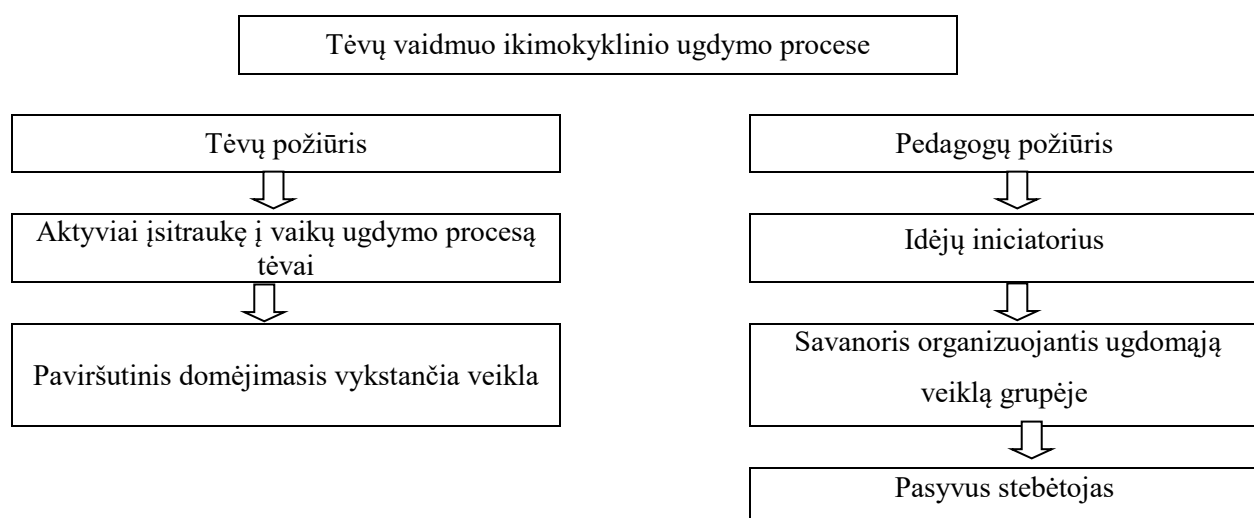 Tėvų vaidmuo ikimokyklinio ugdymo procese
Tėvų požiūris
Aktyviai įsitraukę į vaikų ugdymo procesą
tėvai
Paviršutinis domėjimasis vykstančia veikla
Pedagogų požiūris
Idėjų iniciatorius
Savanoris organizuojantis ugdomąją
veiklą grupėje
Pasyvus stebėtojas